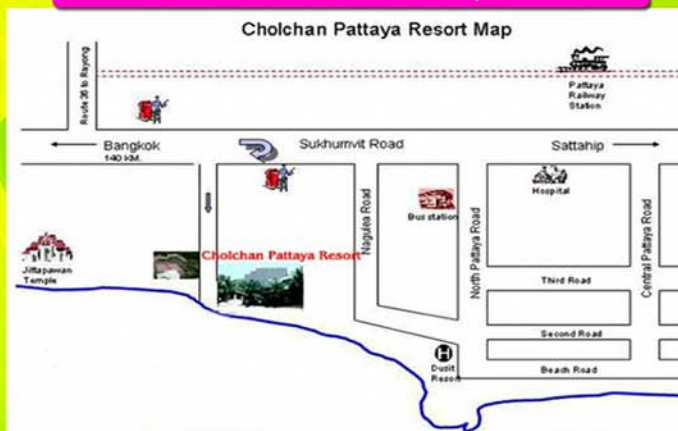 Cholchan Pattaya Resort Map
Route 36 to Rayong
Pattaya
Railway
Station
Bangkok
140 KM.
Sukhumvit Road
Sattahip
Hospital
Bus station
Nagulea Road
North Pattaya Road
Central Pattaya Road
Cholchan Pattaya Resort
Jittapawan
Temple
Third Road
Second Road
H
Dusit
Resort
Beach Road